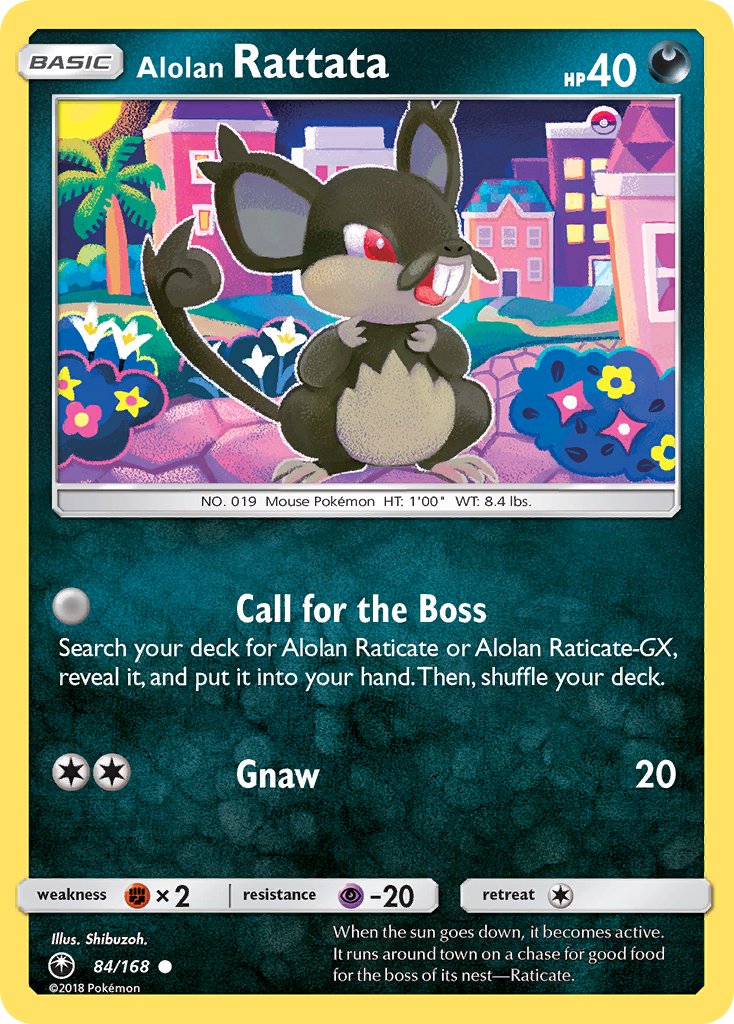 BASIC
Alolan Rattata
HP40
NO. 019 Mouse Pokémon HT: 1'00" WT: 8.4 lbs.
Call for the Boss
Search your deck for Alolan Raticate or Alolan Raticate-GX,
reveal it, and put it into your hand. Then, shuffle your deck.
Gnaw 20
weakness ×2 resistance -20 retreat
Illus. Shibuzoh.
84/168
©2018 Pokémon
When the sun goes down, it becomes active.
It runs around town on a chase for good food
for the boss of its nest—Raticate.